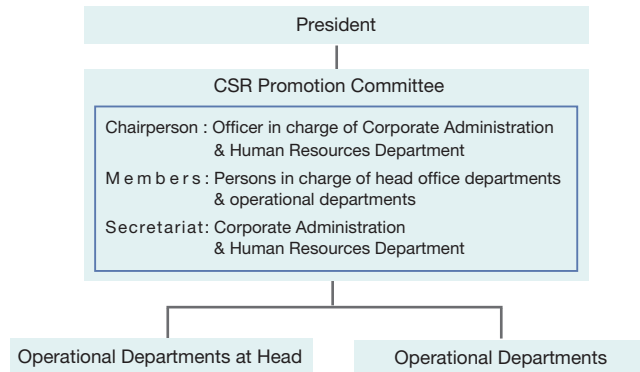 President
CSR Promotion Committee
Chairperson : Officer in charge of Corporate Administration
& Human Resources Department
Members : Persons in charge of head office departments
& operational departments
Secretariat: Corporate Administration
& Human Resources Department
Operational Departments at Head
Operational Departments